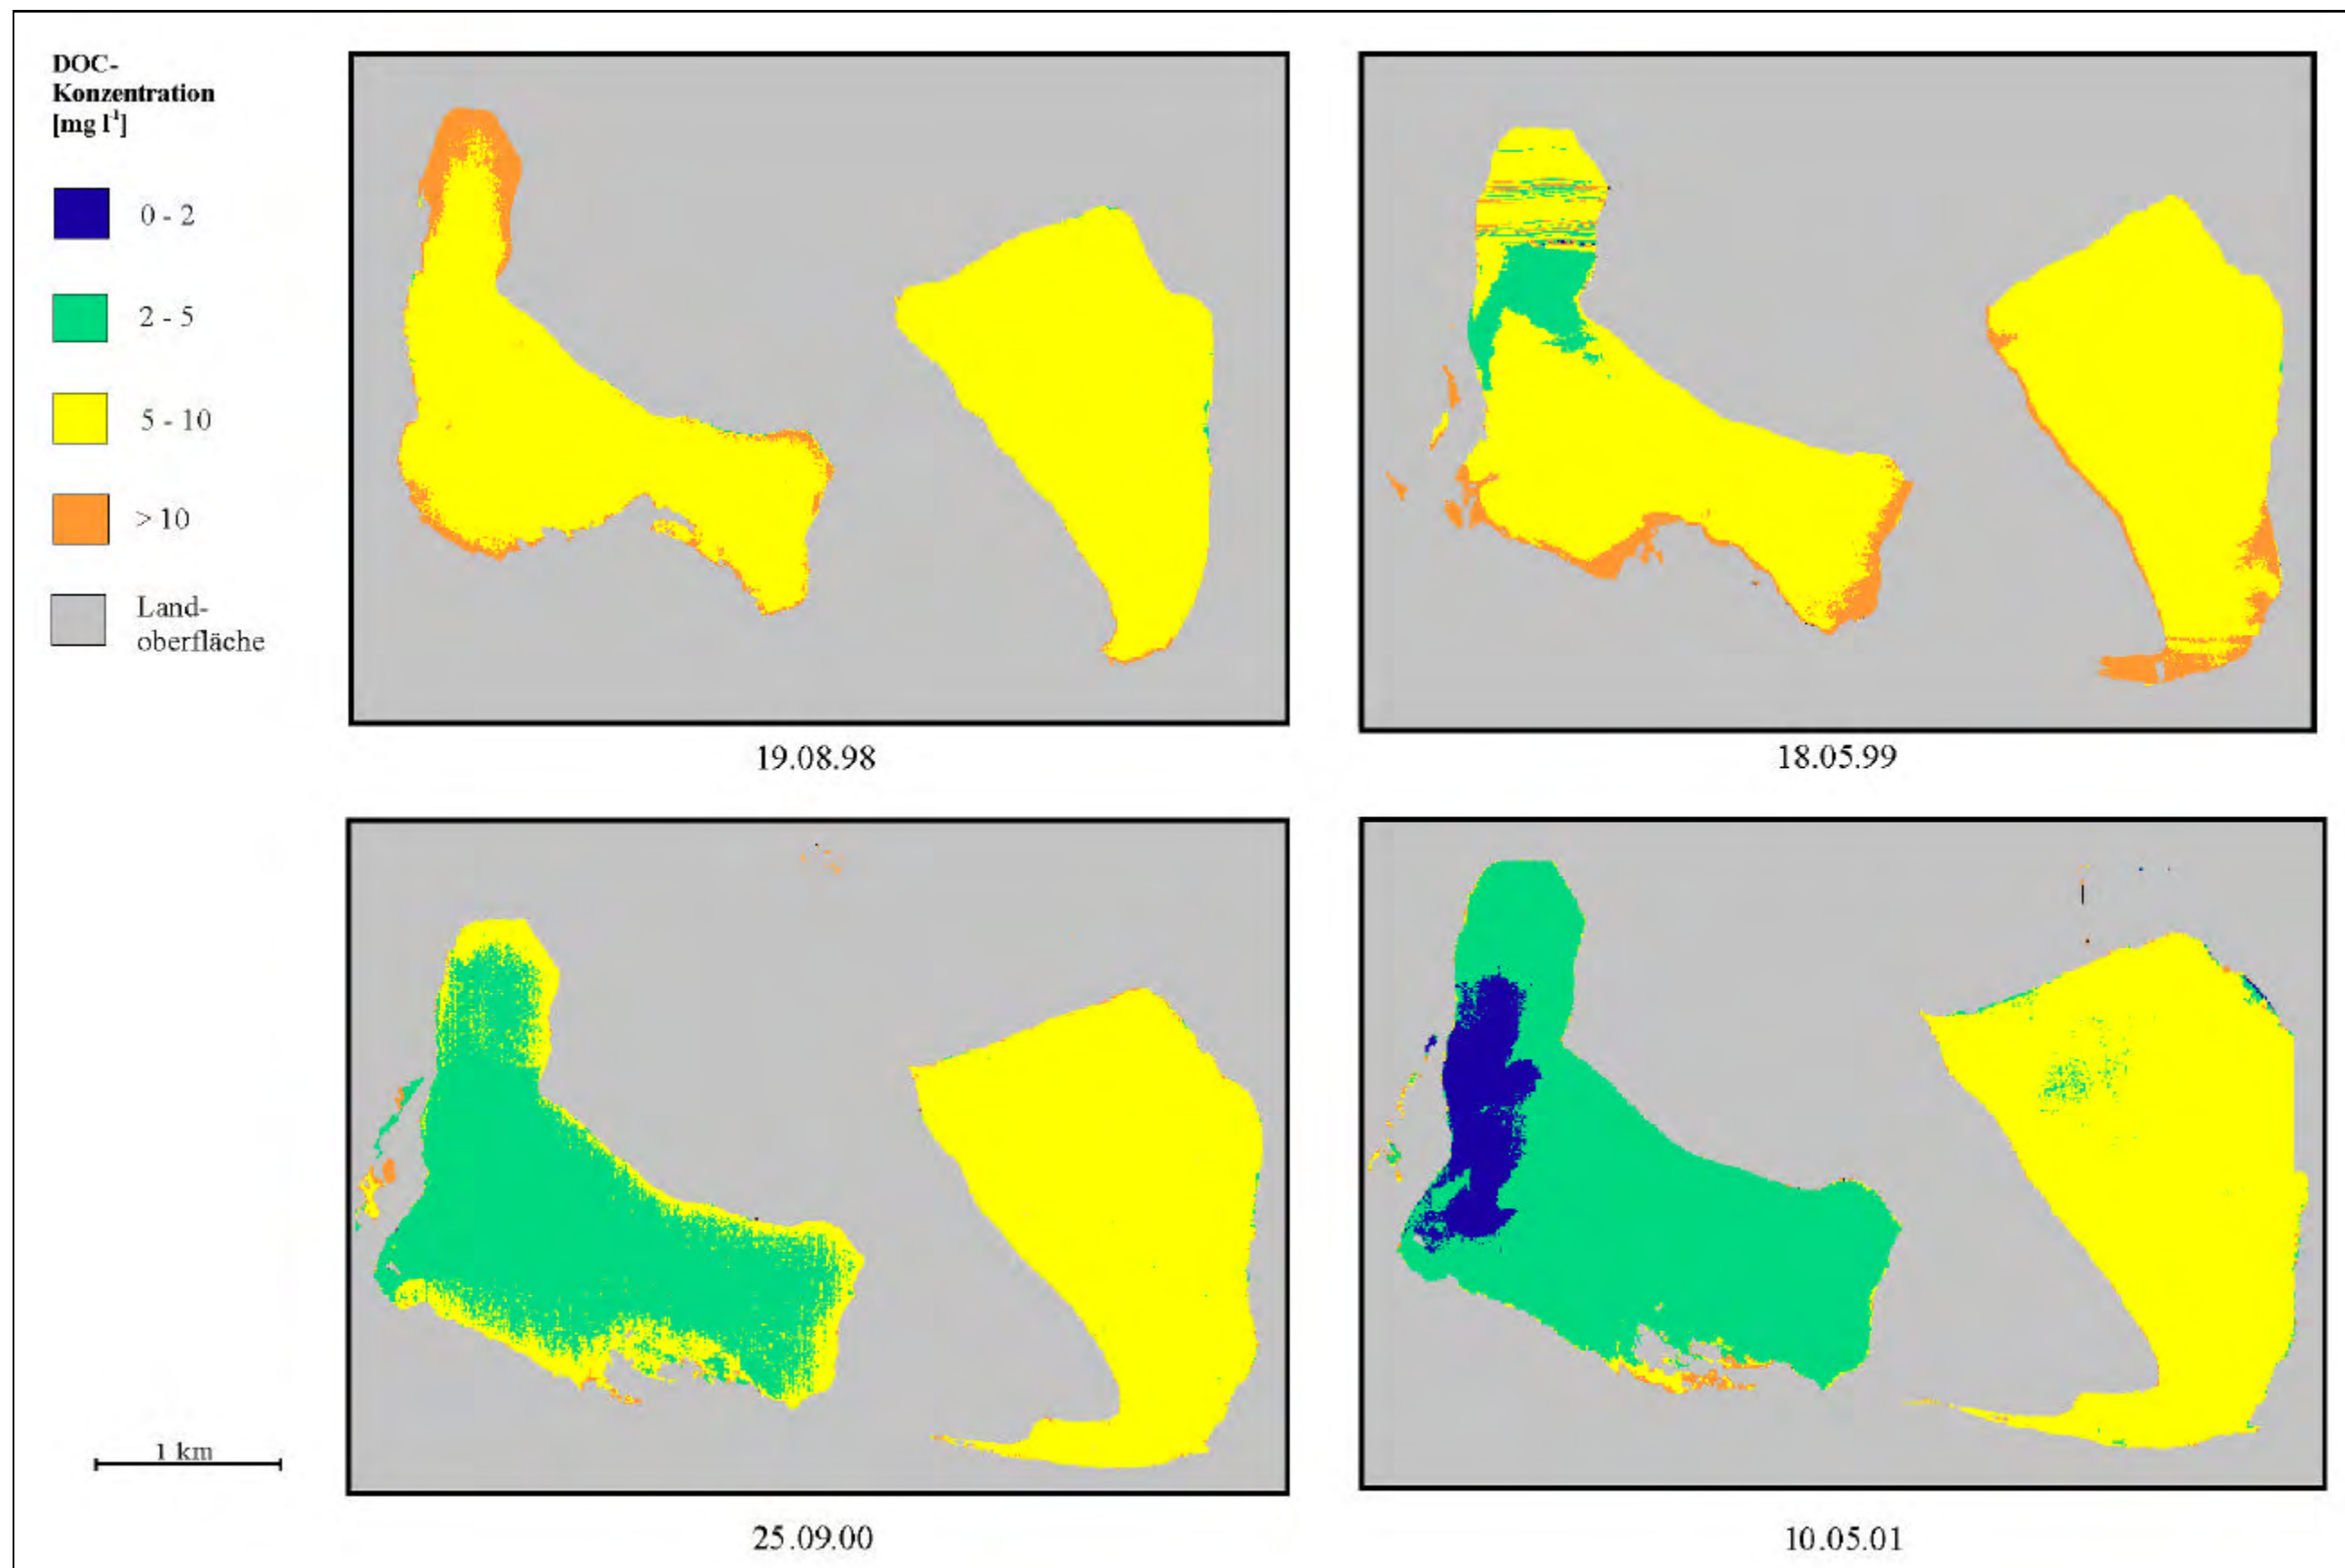 DOC-
Konzentration
[mg l⁻¹]
0 - 2
2 - 5
5 - 10
> 10
Land-
oberfläche
19.08.98
18.05.99
1 km
25.09.00
10.05.01